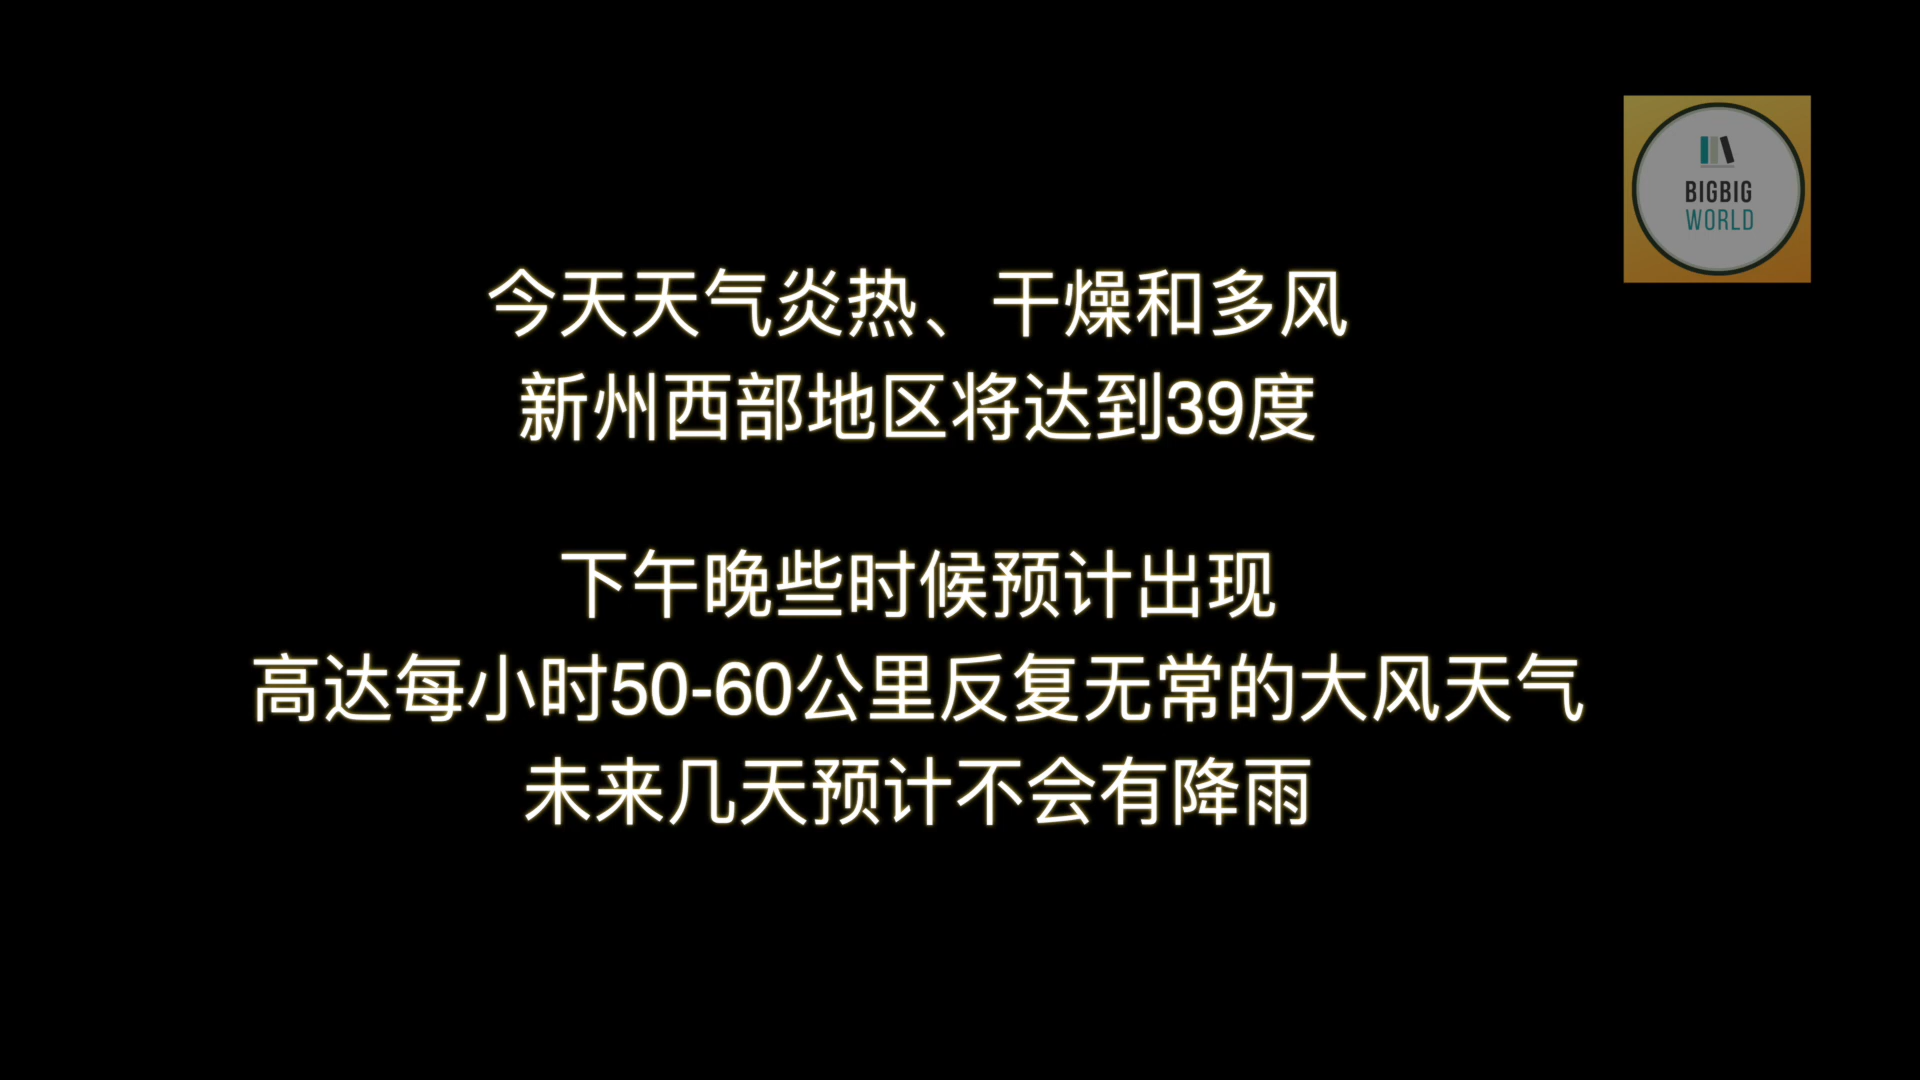 BIGBIG
WORLD
今天天气炎热、干燥和多风
新州西部地区将达到39度
下午晚些时候预计出现
高达每小时50-60公里反复无常的大风天气
未来几天预计不会有降雨